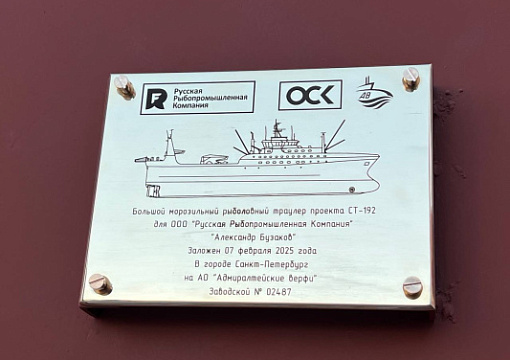 Русская
Рыбопромышленная
Компания
ОСК
АВ
Большой морозильный рыболовный траулер проекта СТ-192
для ООО "Русская Рыбопромышленная Компания"
"Александр Бузаков"
Заложен 07 февраля 2025 года
В городе Санкт-Петербург
на АО "Адмиралтейские верфи"
Заводской № 02487